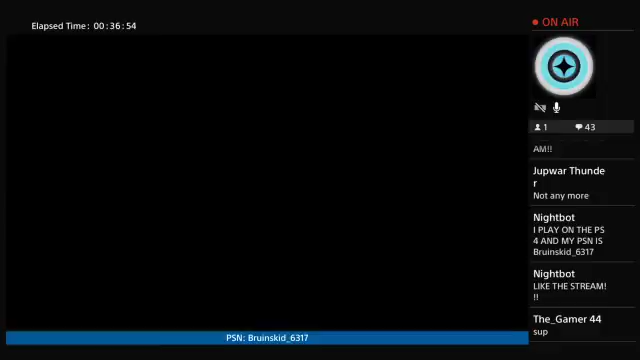 Elapsed Time: 00:36:54
ON AIR
1
43
AM!!
Jupwar Thunde
r
Not any more
Nightbot
I PLAY ON THE PS
4 AND MY PSN IS
Bruinskid_6317
Nightbot
LIKE THE STREAM!
!!
The_Gamer 44
sup
PSN: Bruinskid_6317